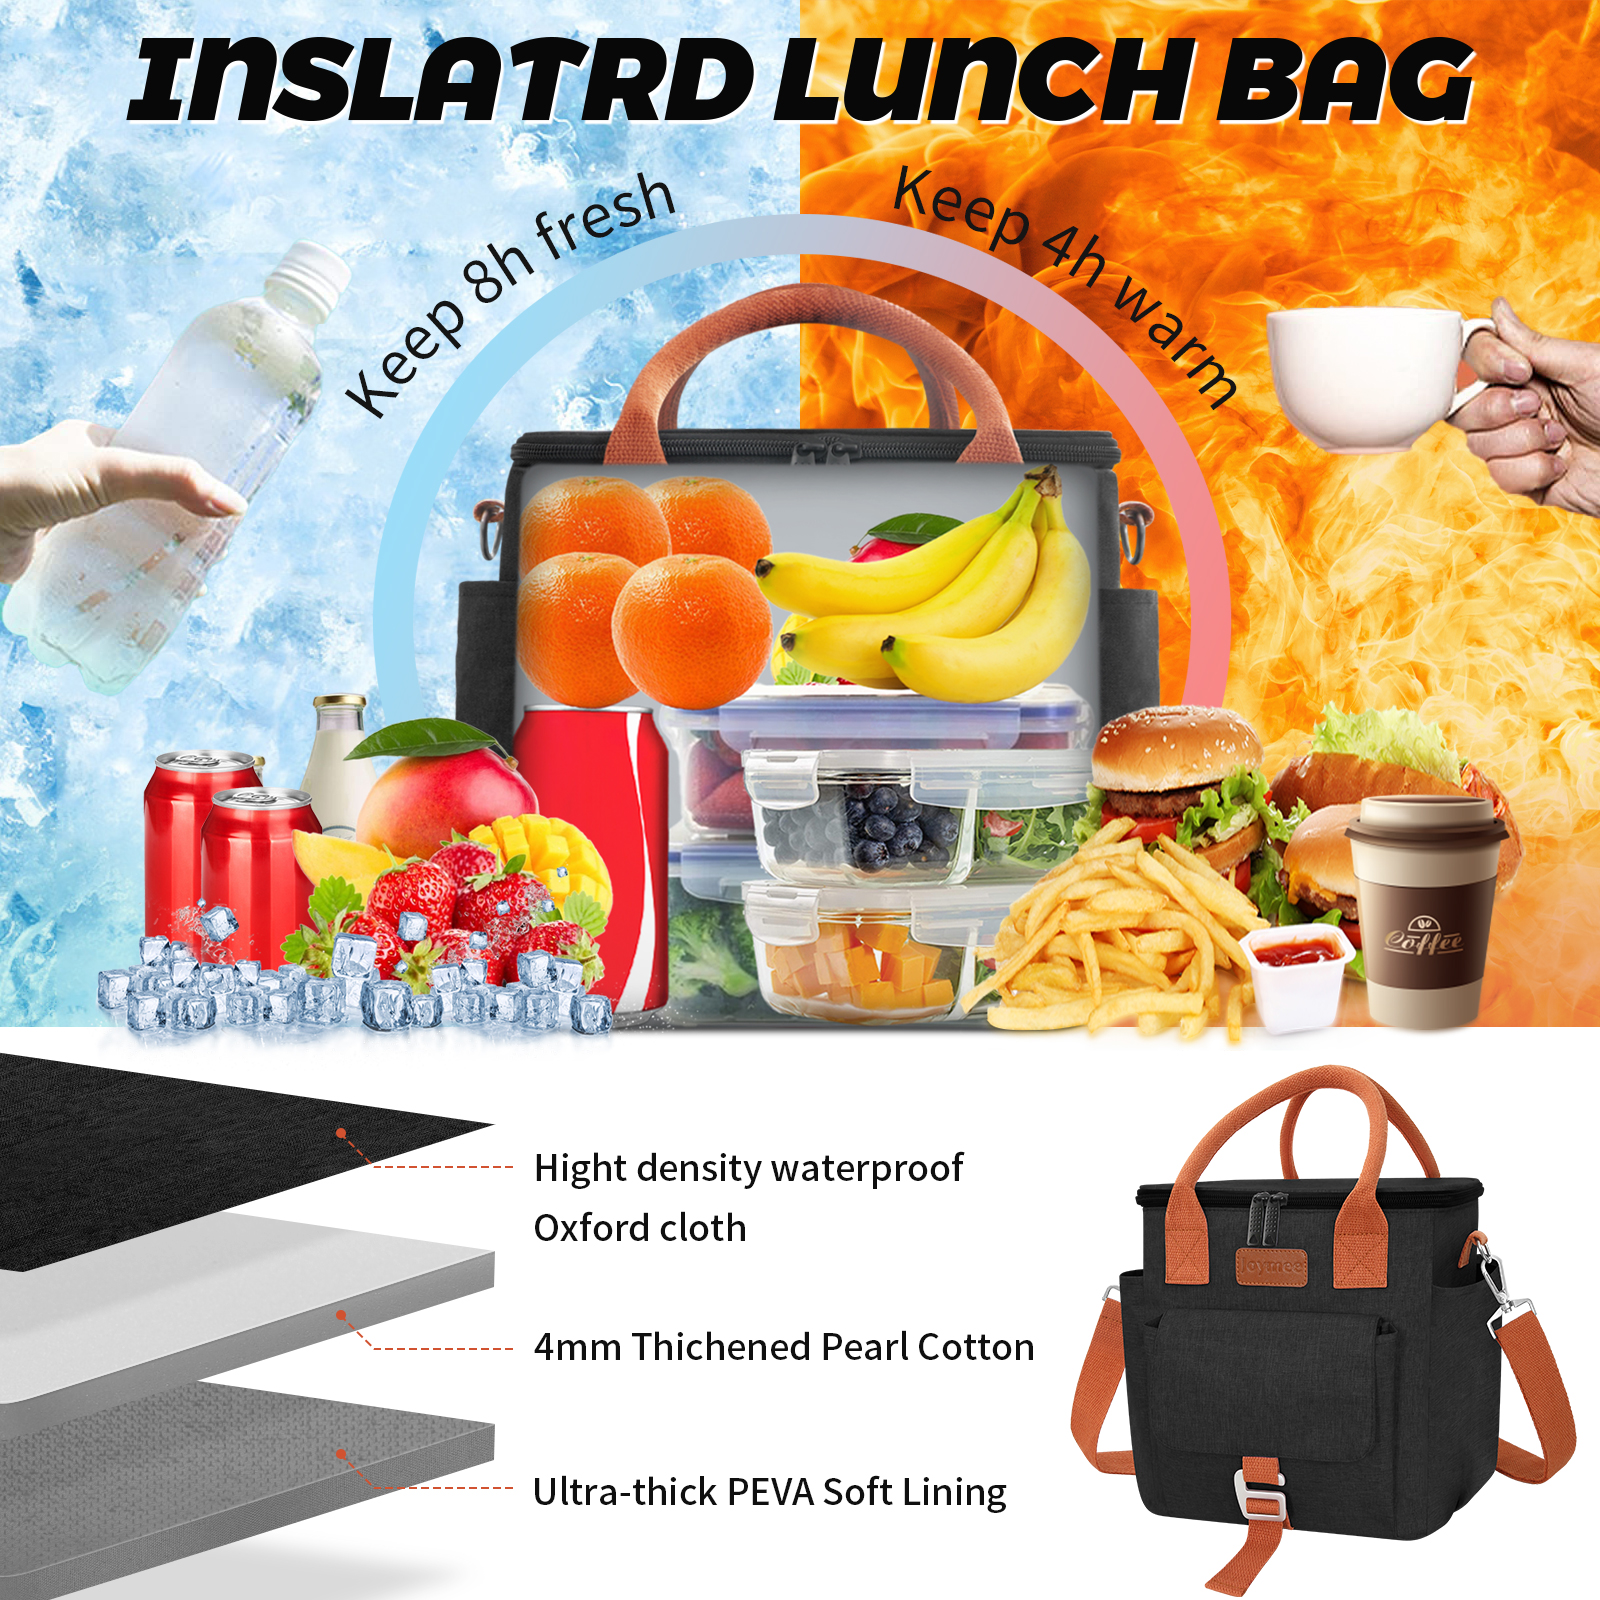 INSLATRD LUNCH BAG
Keep 8h fresh
Keep 4h warm
Coffee
Hight density waterproof
Oxford cloth
4mm Thichened Pearl Cotton
Ultra-thick PEVA Soft Lining
Joymee